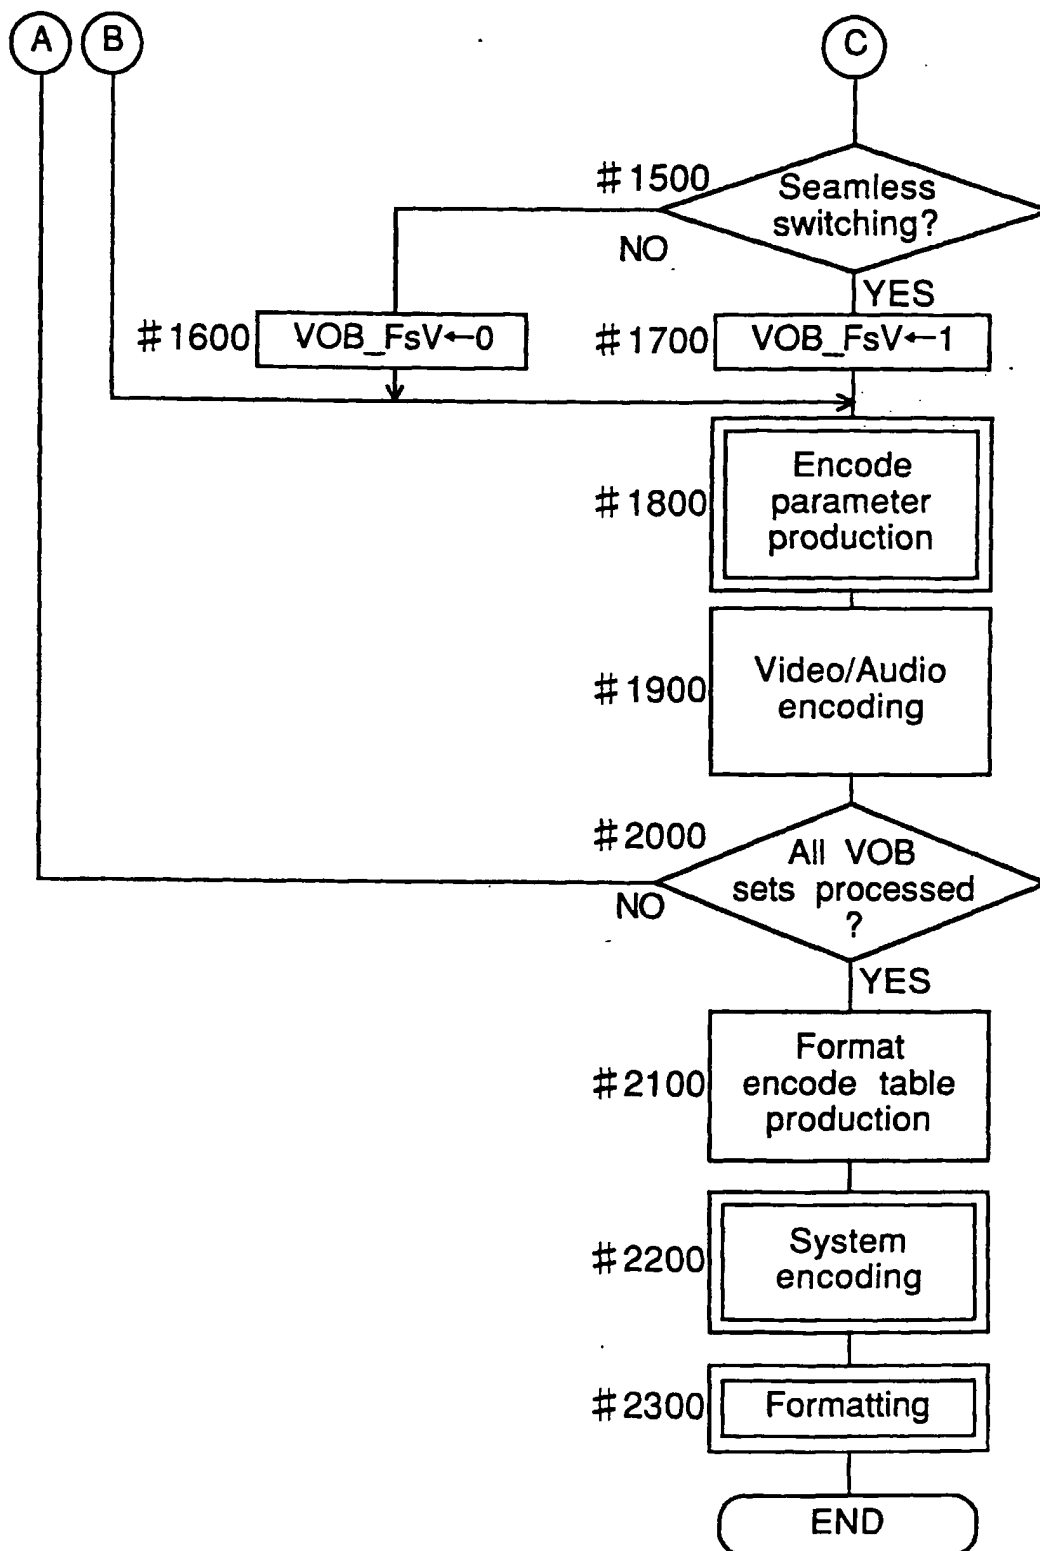 A B C
#1500
Seamless
switching?
NO
YES
#1600
VOB_FsV←0
#1700
VOB_FsV←1
#1800
Encode
parameter
production
#1900
Video/Audio
encoding
#2000
All VOB
sets processed
?
NO
YES
#2100
Format
encode table
production
#2200
System
encoding
#2300
Formatting
END